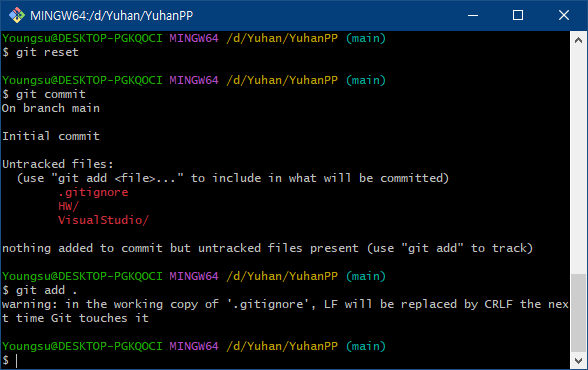 MINGW64:/d/Yuhan/YuhanPP
Youngsu@DESKTOP-PGKQOCI MINGW64 /d/Yuhan/YuhanPP (main)
$ git reset
Youngsu@DESKTOP-PGKQOCI MINGW64 /d/Yuhan/YuhanPP (main)
$ git commit
On branch main
Initial commit
Untracked files:
(use "git add <file>..." to include in what will be committed)
.gitignore
HW/
VisualStudio/
nothing added to commit but untracked files present (use "git add" to track)
Youngsu@DESKTOP-PGKQOCI MINGW64 /d/Yuhan/YuhanPP (main)
$ git add .
warning: in the working copy of '.gitignore', LF will be replaced by CRLF the nex
t time Git touches it
Youngsu@DESKTOP-PGKQOCI MINGW64 /d/Yuhan/YuhanPP (main)
$